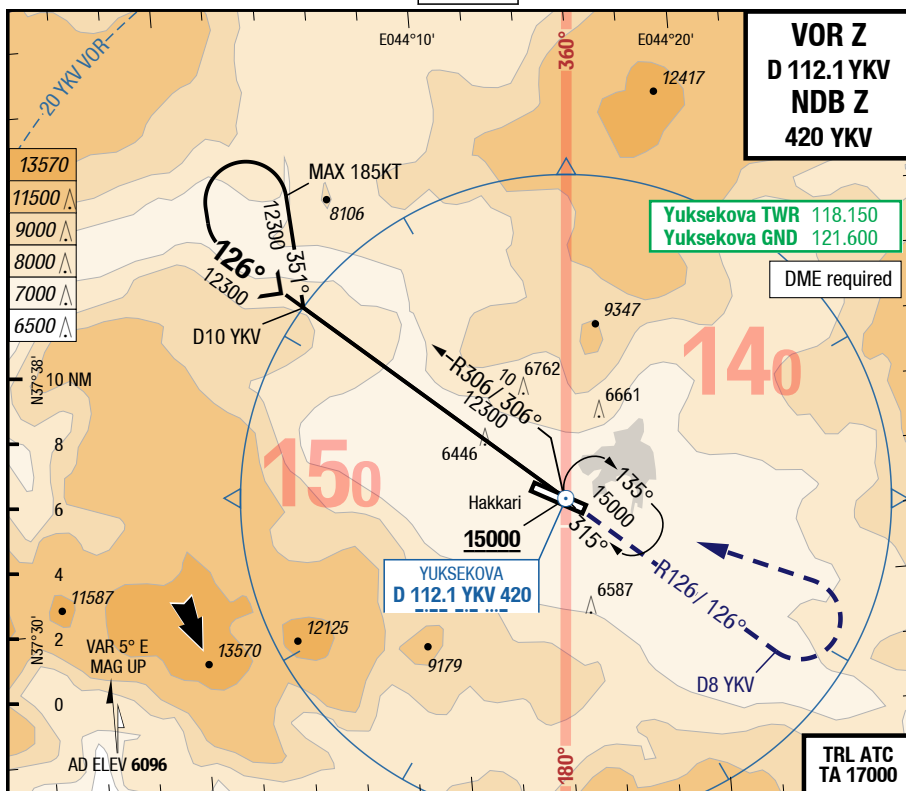 E044°10'
E044°20'
360°
VOR Z
D 112.1 YKV
NDB Z
420 YKV
20 YKV VOR
12417
13570
11500
9000
8000
7000
6500
MAX 185KT
8106
12300
351°
126°
12300
D10 YKV
Yuksekova TWR 118.150
Yuksekova GND 121.600
DME required
9347
140
N37°38'
10 NM
8
6
4
2
0
R306/306°
12300
10
6762
6661
6446
150
Hakkari
15000
135°
15000
315°
YUKSEKOVA
D 112.1 YKV 420
R126/126°
6587
D8 YKV
N37°30'
11587
13570
12125
9179
VAR 5° E
MAG UP
AD ELEV 6096
180°
TRL ATC
TA 17000